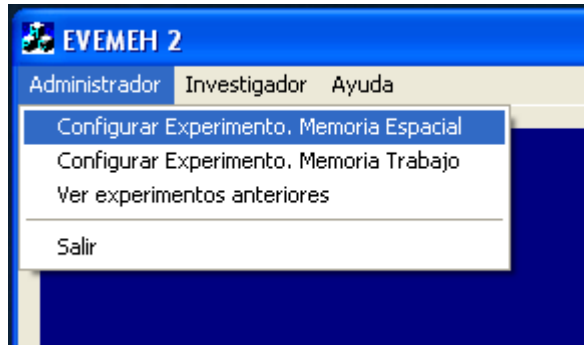 EVEMEH 2
Administrador Investigador Ayuda
Configurar Experimento. Memoria Espacial
Configurar Experimento. Memoria Trabajo
Ver experimentos anteriores
Salir